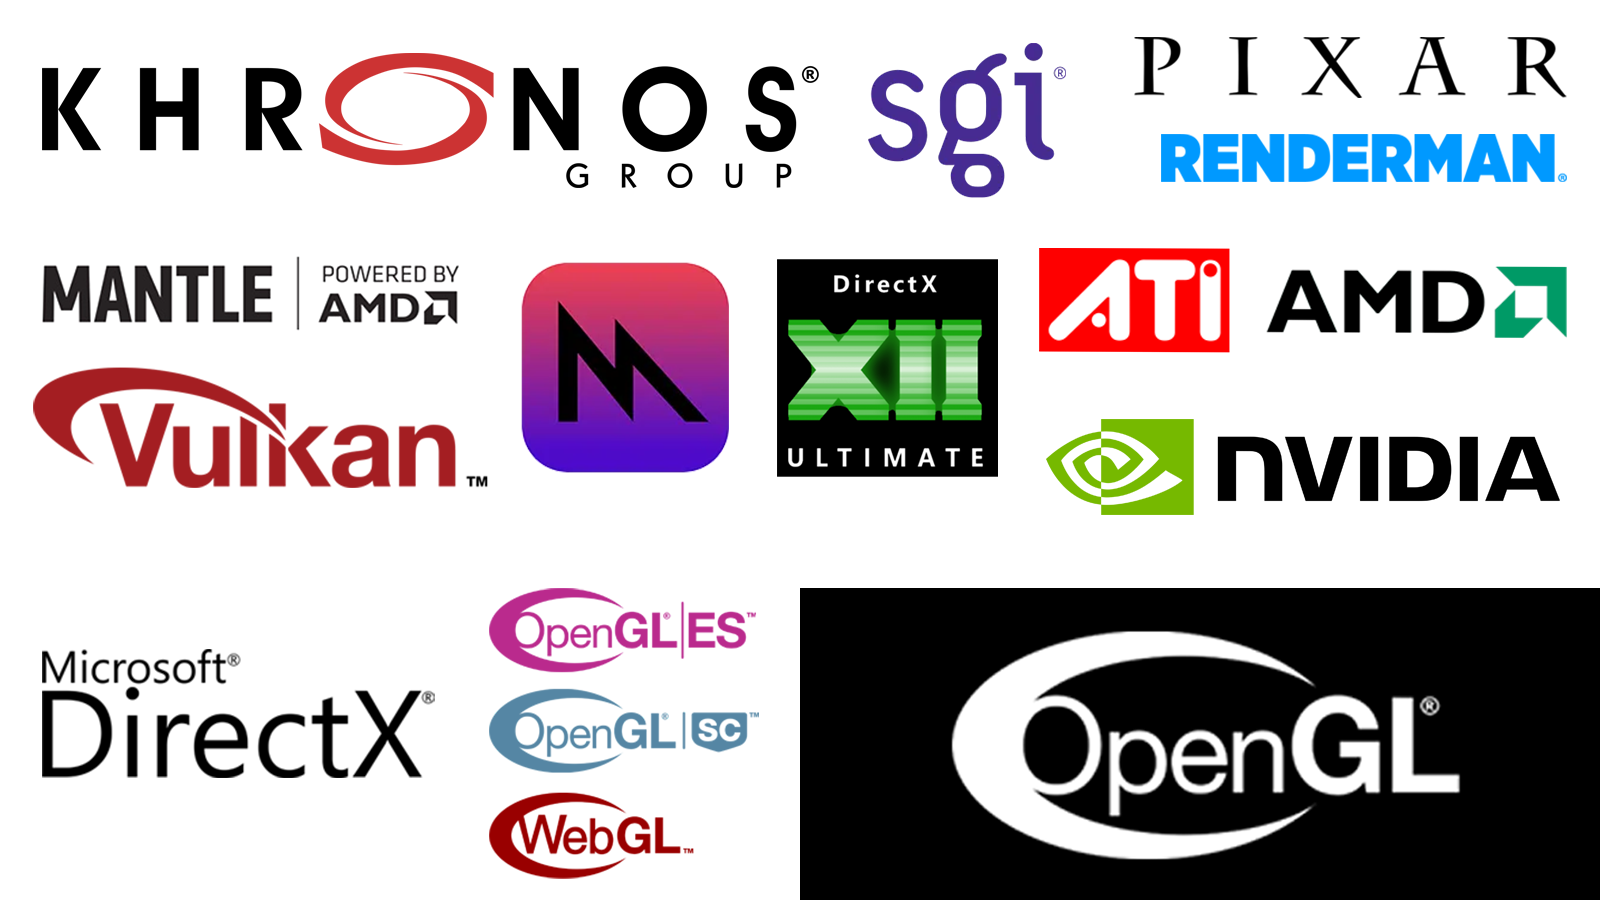 KHRONOS®
GROUP
sgi®
PIXAR
RENDERMAN®
MANTLE
POWERED BY
AMD
Vulkan™
DirectX
XII
ULTIMATE
ATi
AMD
NVIDIA
Microsoft®
DirectX®
OpenGL®|ES™
OpenGL®|SC™
WebGL™
OpenGL®